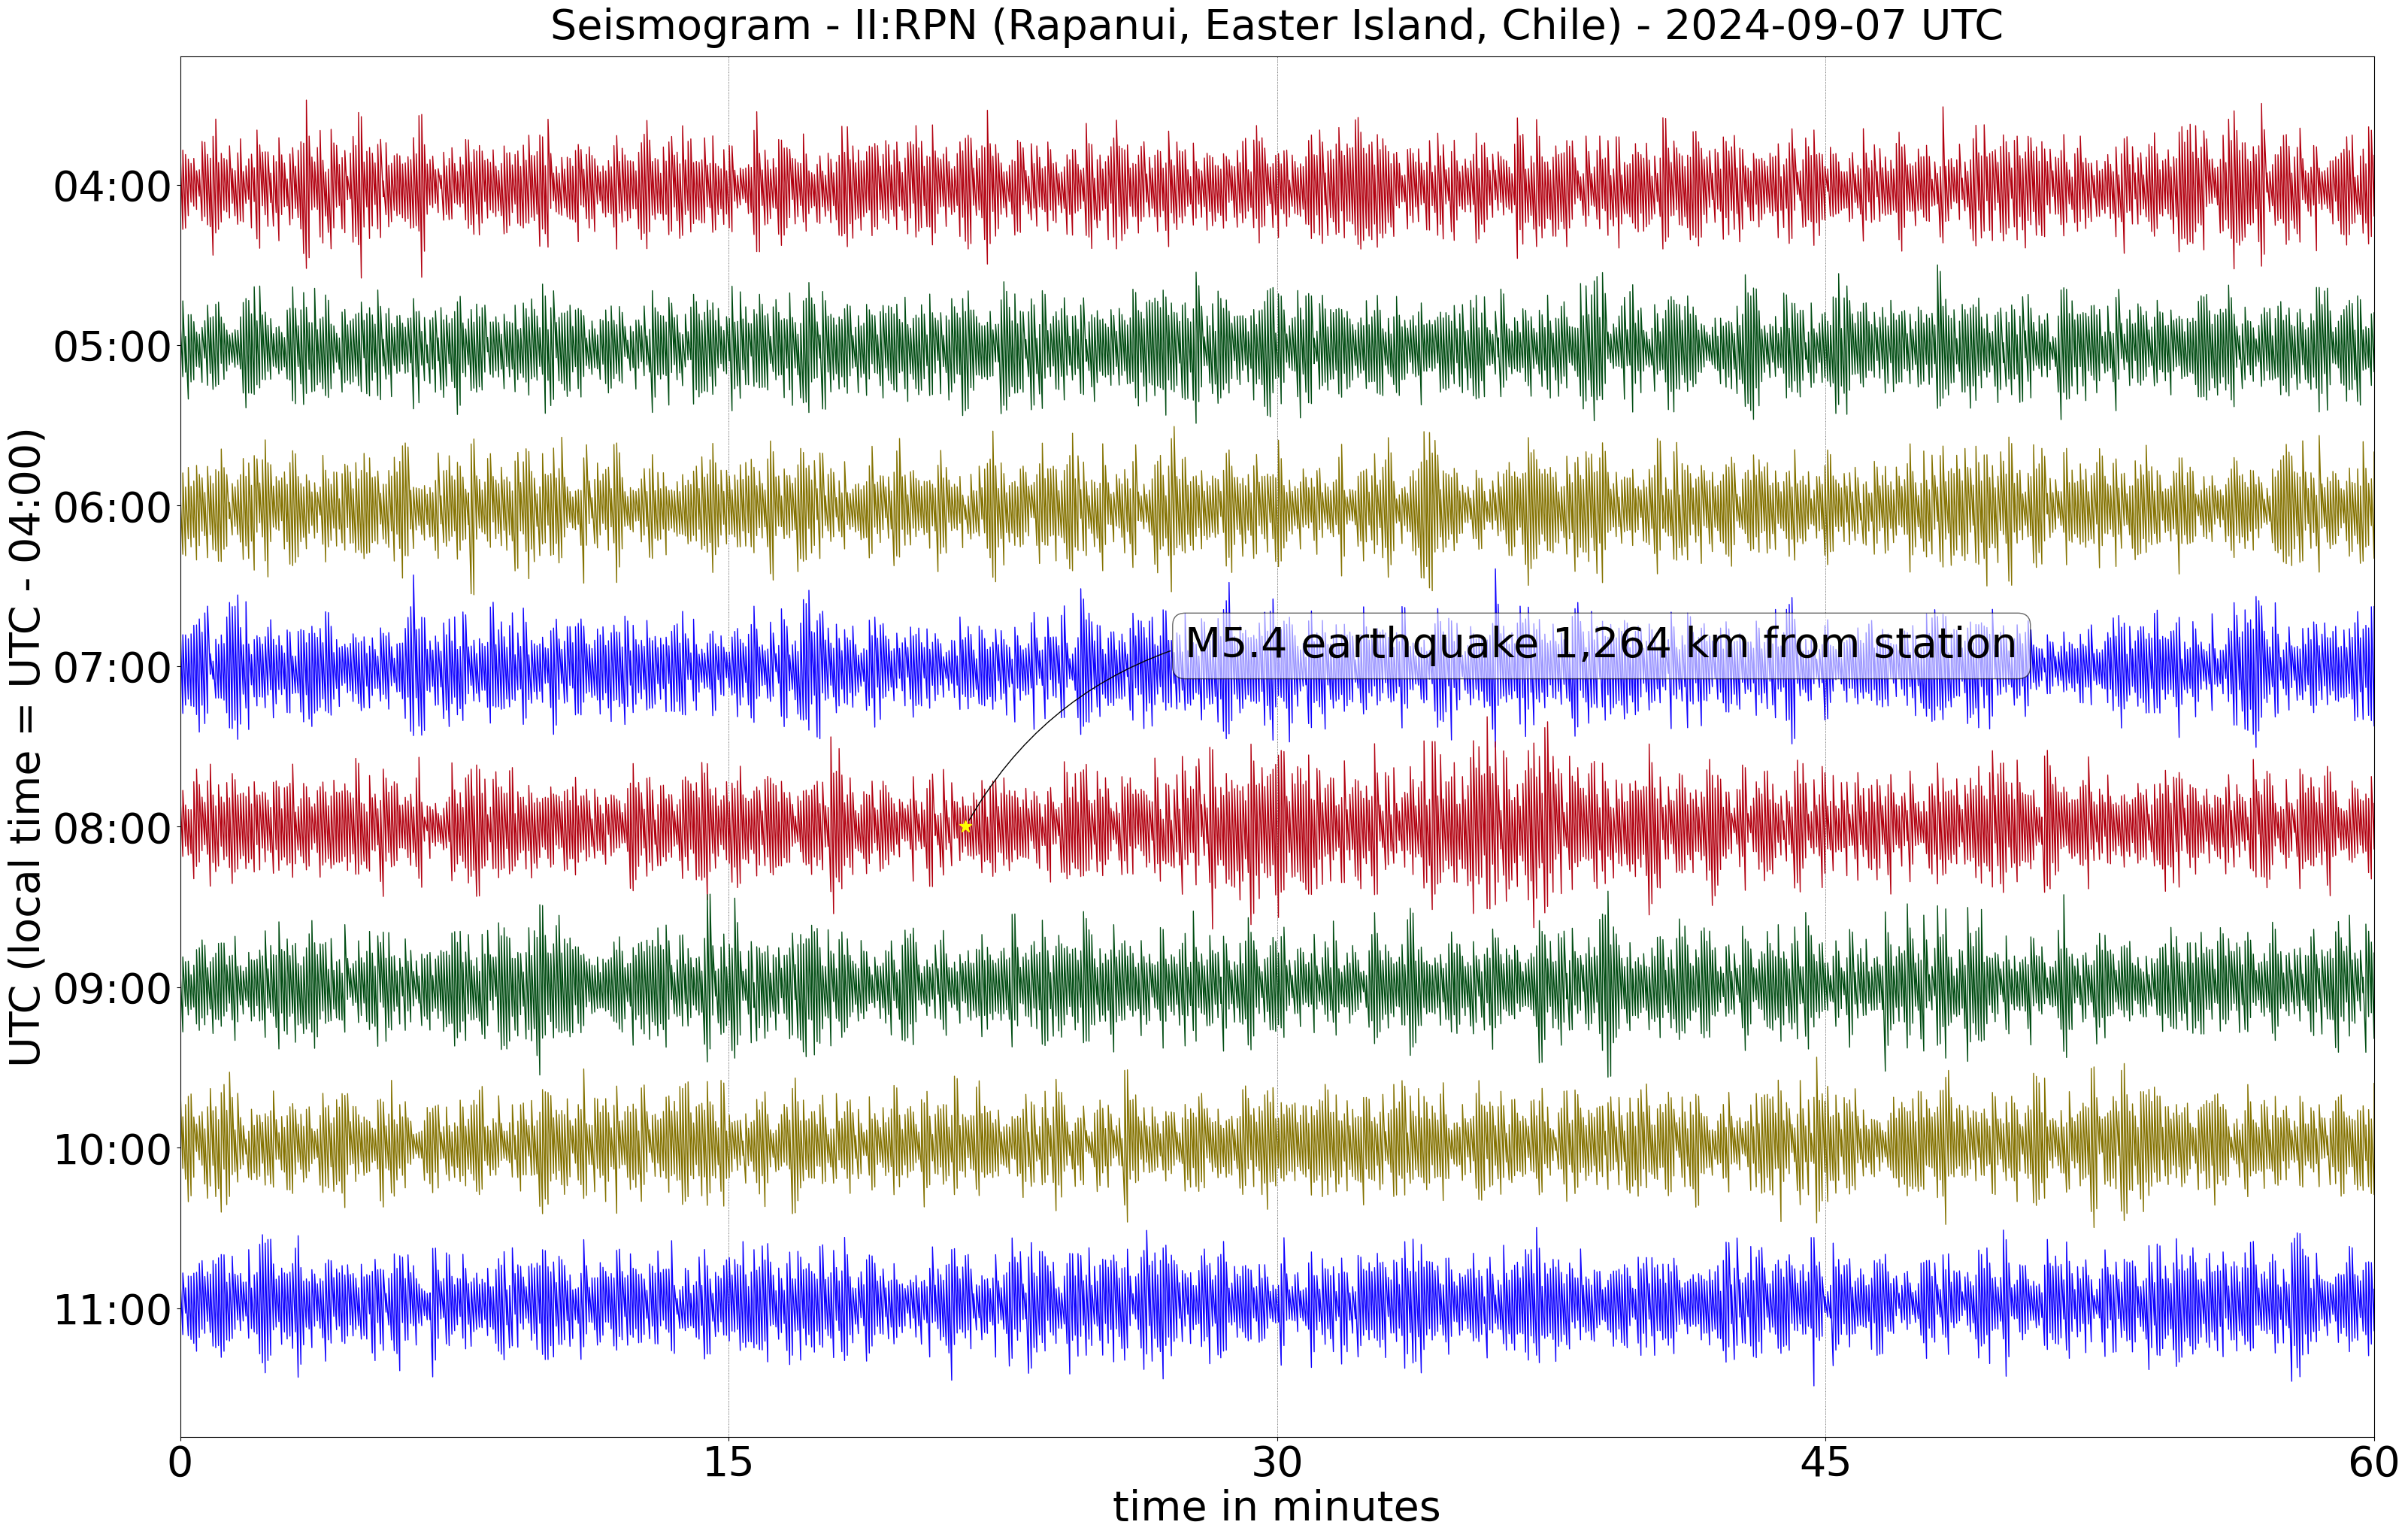 Seismogram - II:RPN (Rapanui, Easter Island, Chile) - 2024-09-07 UTC
UTC (local time = UTC - 04:00)
04:00
05:00
06:00
07:00
M5.4 earthquake 1,264 km from station
08:00
09:00
10:00
11:00
0 15 30 45 60
time in minutes